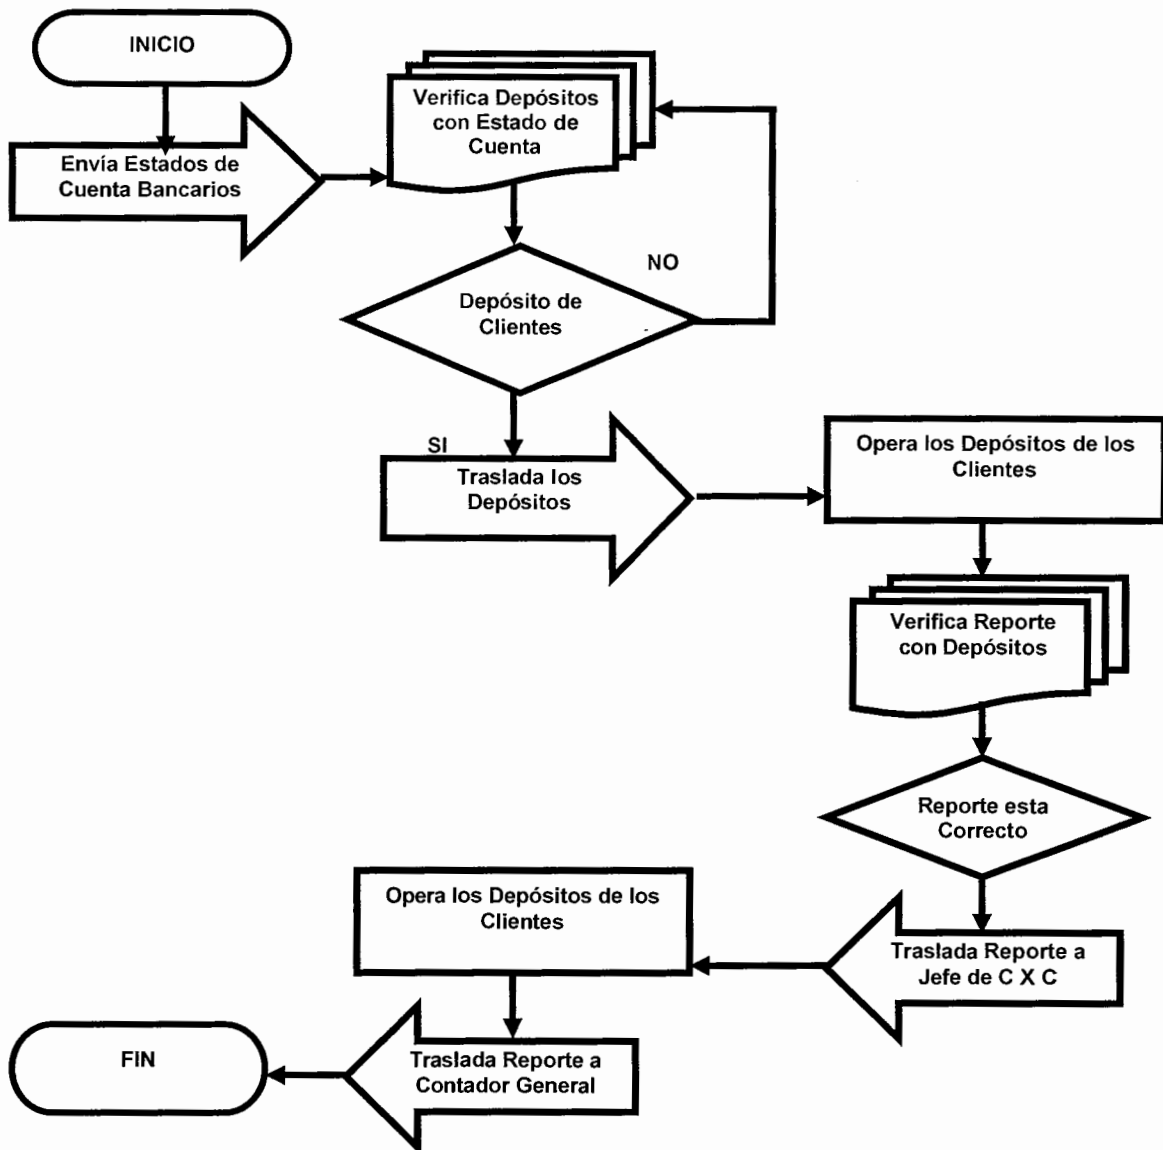 INICIO
Envía Estados de
Cuenta Bancarios
Verifica Depósitos
con Estado de
Cuenta
NO
Depósito de
Clientes
SI
Traslada los
Depósitos
Opera los Depósitos de los
Clientes
Verifica Reporte
con Depósitos
Reporte esta
Correcto
Traslada Reporte a
Jefe de C X C
Opera los Depósitos de los
Clientes
Traslada Reporte a
Contador General
FIN